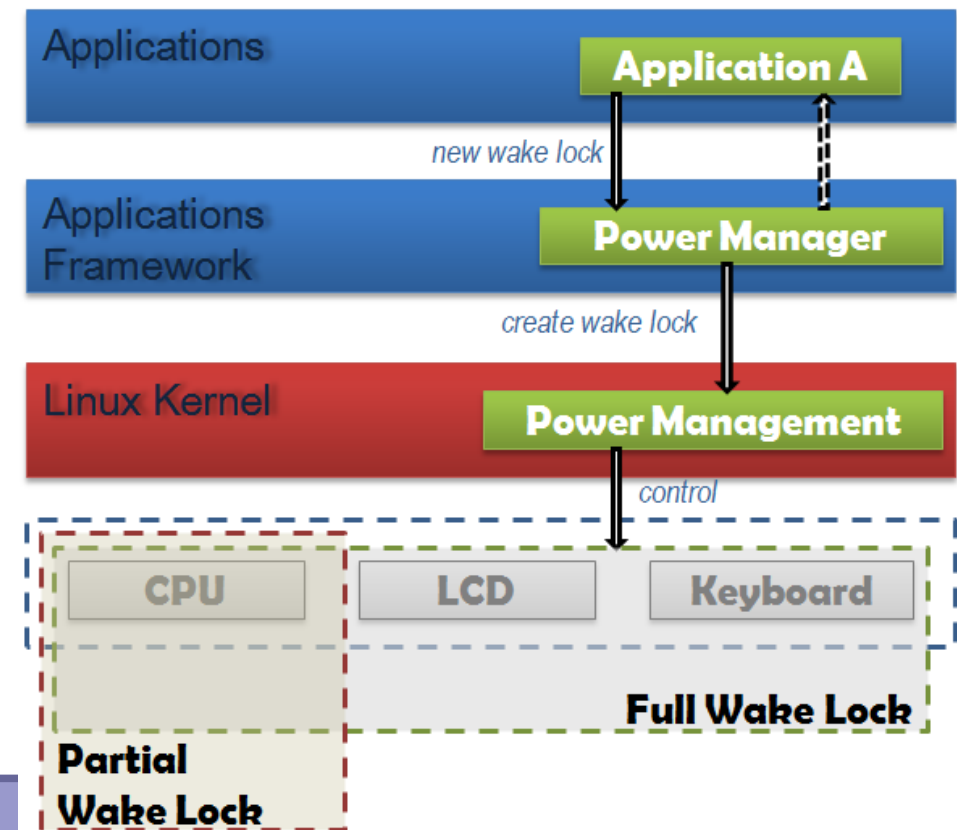 Applications
Application A
new wake lock
Applications
Framework
Power Manager
create wake lock
Linux Kernel
Power Management
control
CPU
LCD
Keyboard
Full Wake Lock
Partial
Wake Lock